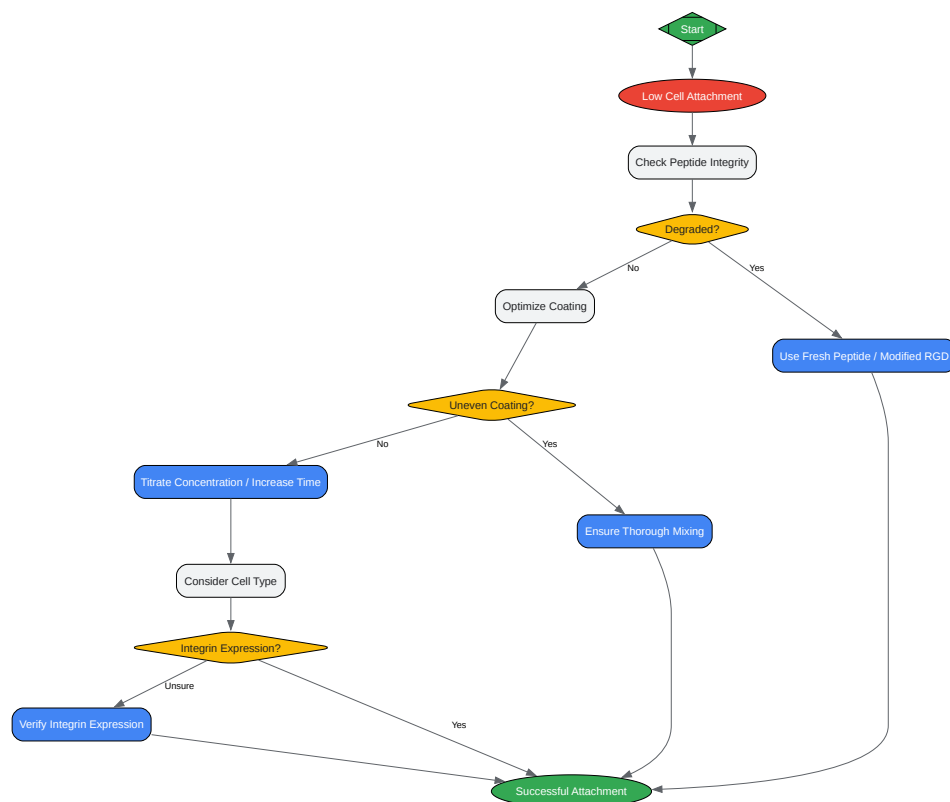 Start
Low Cell Attachment
Check Peptide Integrity
Degraded?
No
Yes
Optimize Coating
Use Fresh Peptide / Modified RGD
Uneven Coating?
No
Yes
Titrate Concentration / Increase Time
Ensure Thorough Mixing
Consider Cell Type
Integrin Expression?
Unsure
Verify Integrin Expression
Yes
Successful Attachment